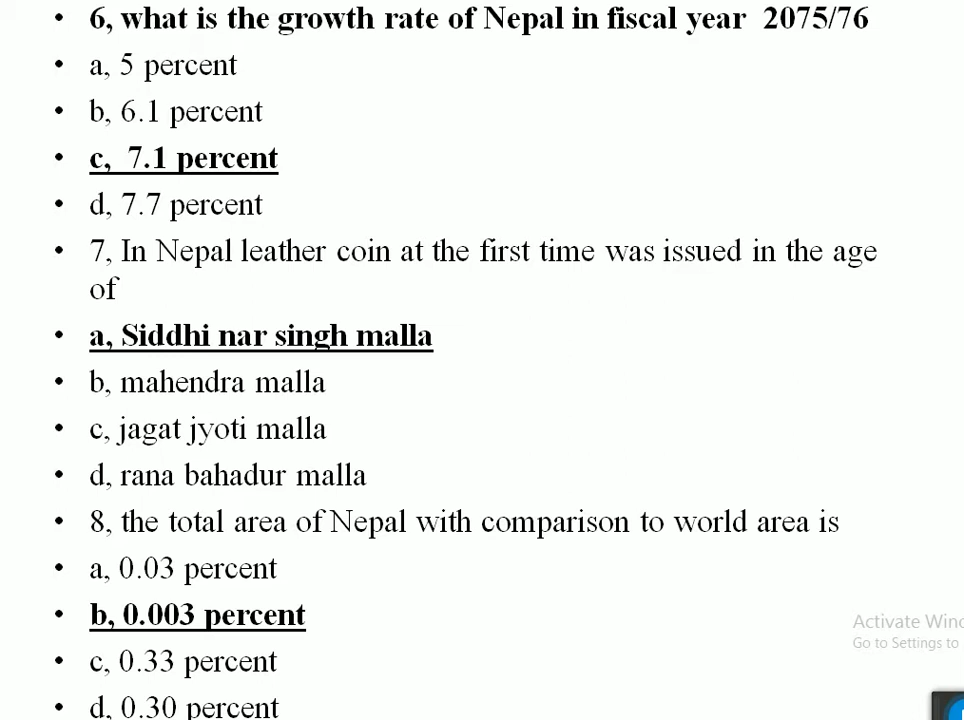 • 6, what is the growth rate of Nepal in fiscal year 2075/76
• a, 5 percent
• b, 6.1 percent
• c, 7.1 percent
• d, 7.7 percent
• 7, In Nepal leather coin at the first time was issued in the age
of
• a, Siddhi nar singh malla
• b, mahendra malla
• c, jagat jyoti malla
• d, rana bahadur malla
• 8, the total area of Nepal with comparison to world area is
• a, 0.03 percent
• b, 0.003 percent
Activate Wind
Go to Settings to
• c, 0.33 percent
• d, 0.30 percent